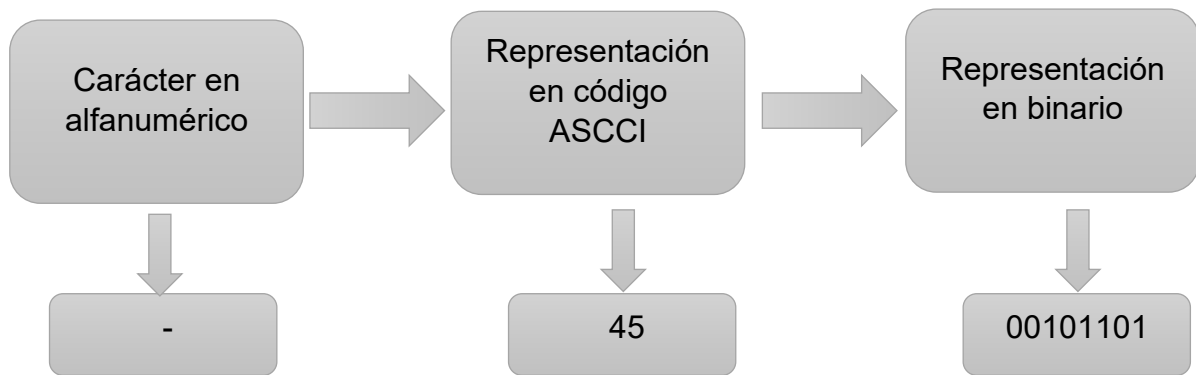 Carácter en
alfanumérico
Representación
en código
ASCCI
Representación
en binario
-
45
00101101